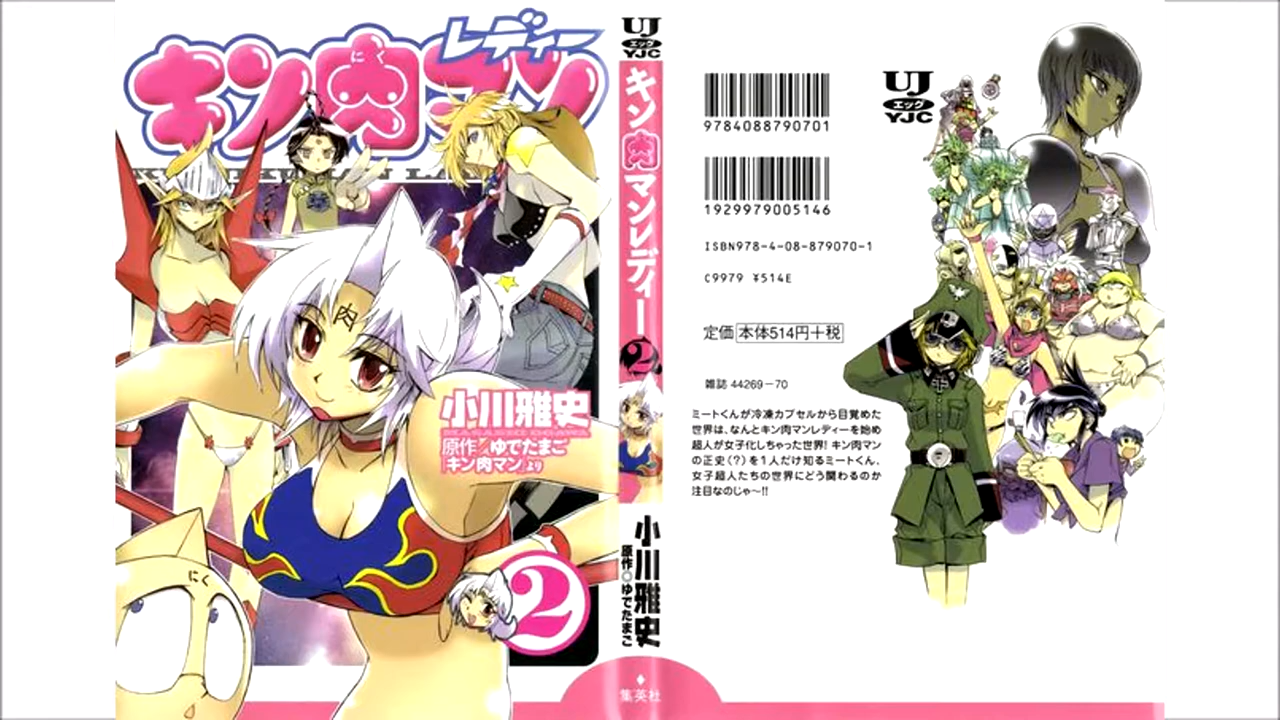 キン肉マン
にく
レディー
肉
小川雅史
原作/ゆでたまご
「キン肉マン」より
にく
2
UJ
エッグ
YJC
キン肉マンレディー
2
小川雅史
原作◎ゆでたまご
集英社
9784088790701
1929979005146
ISBN978-4-08-879070-1
C9979 ¥514E
定価 本体514円+税
雑誌 44269-70
ミートくんが冷凍カプセルから目覚めた
世界は、なんとキン肉マンレディーを始め
超人が女子化しちゃった世界! キン肉マン
の正史(?)を1人だけ知るミートくん、
女子超人たちの世界にどう関わるのか
注目なのじゃ〜!!
UJ
エッグ
YJC